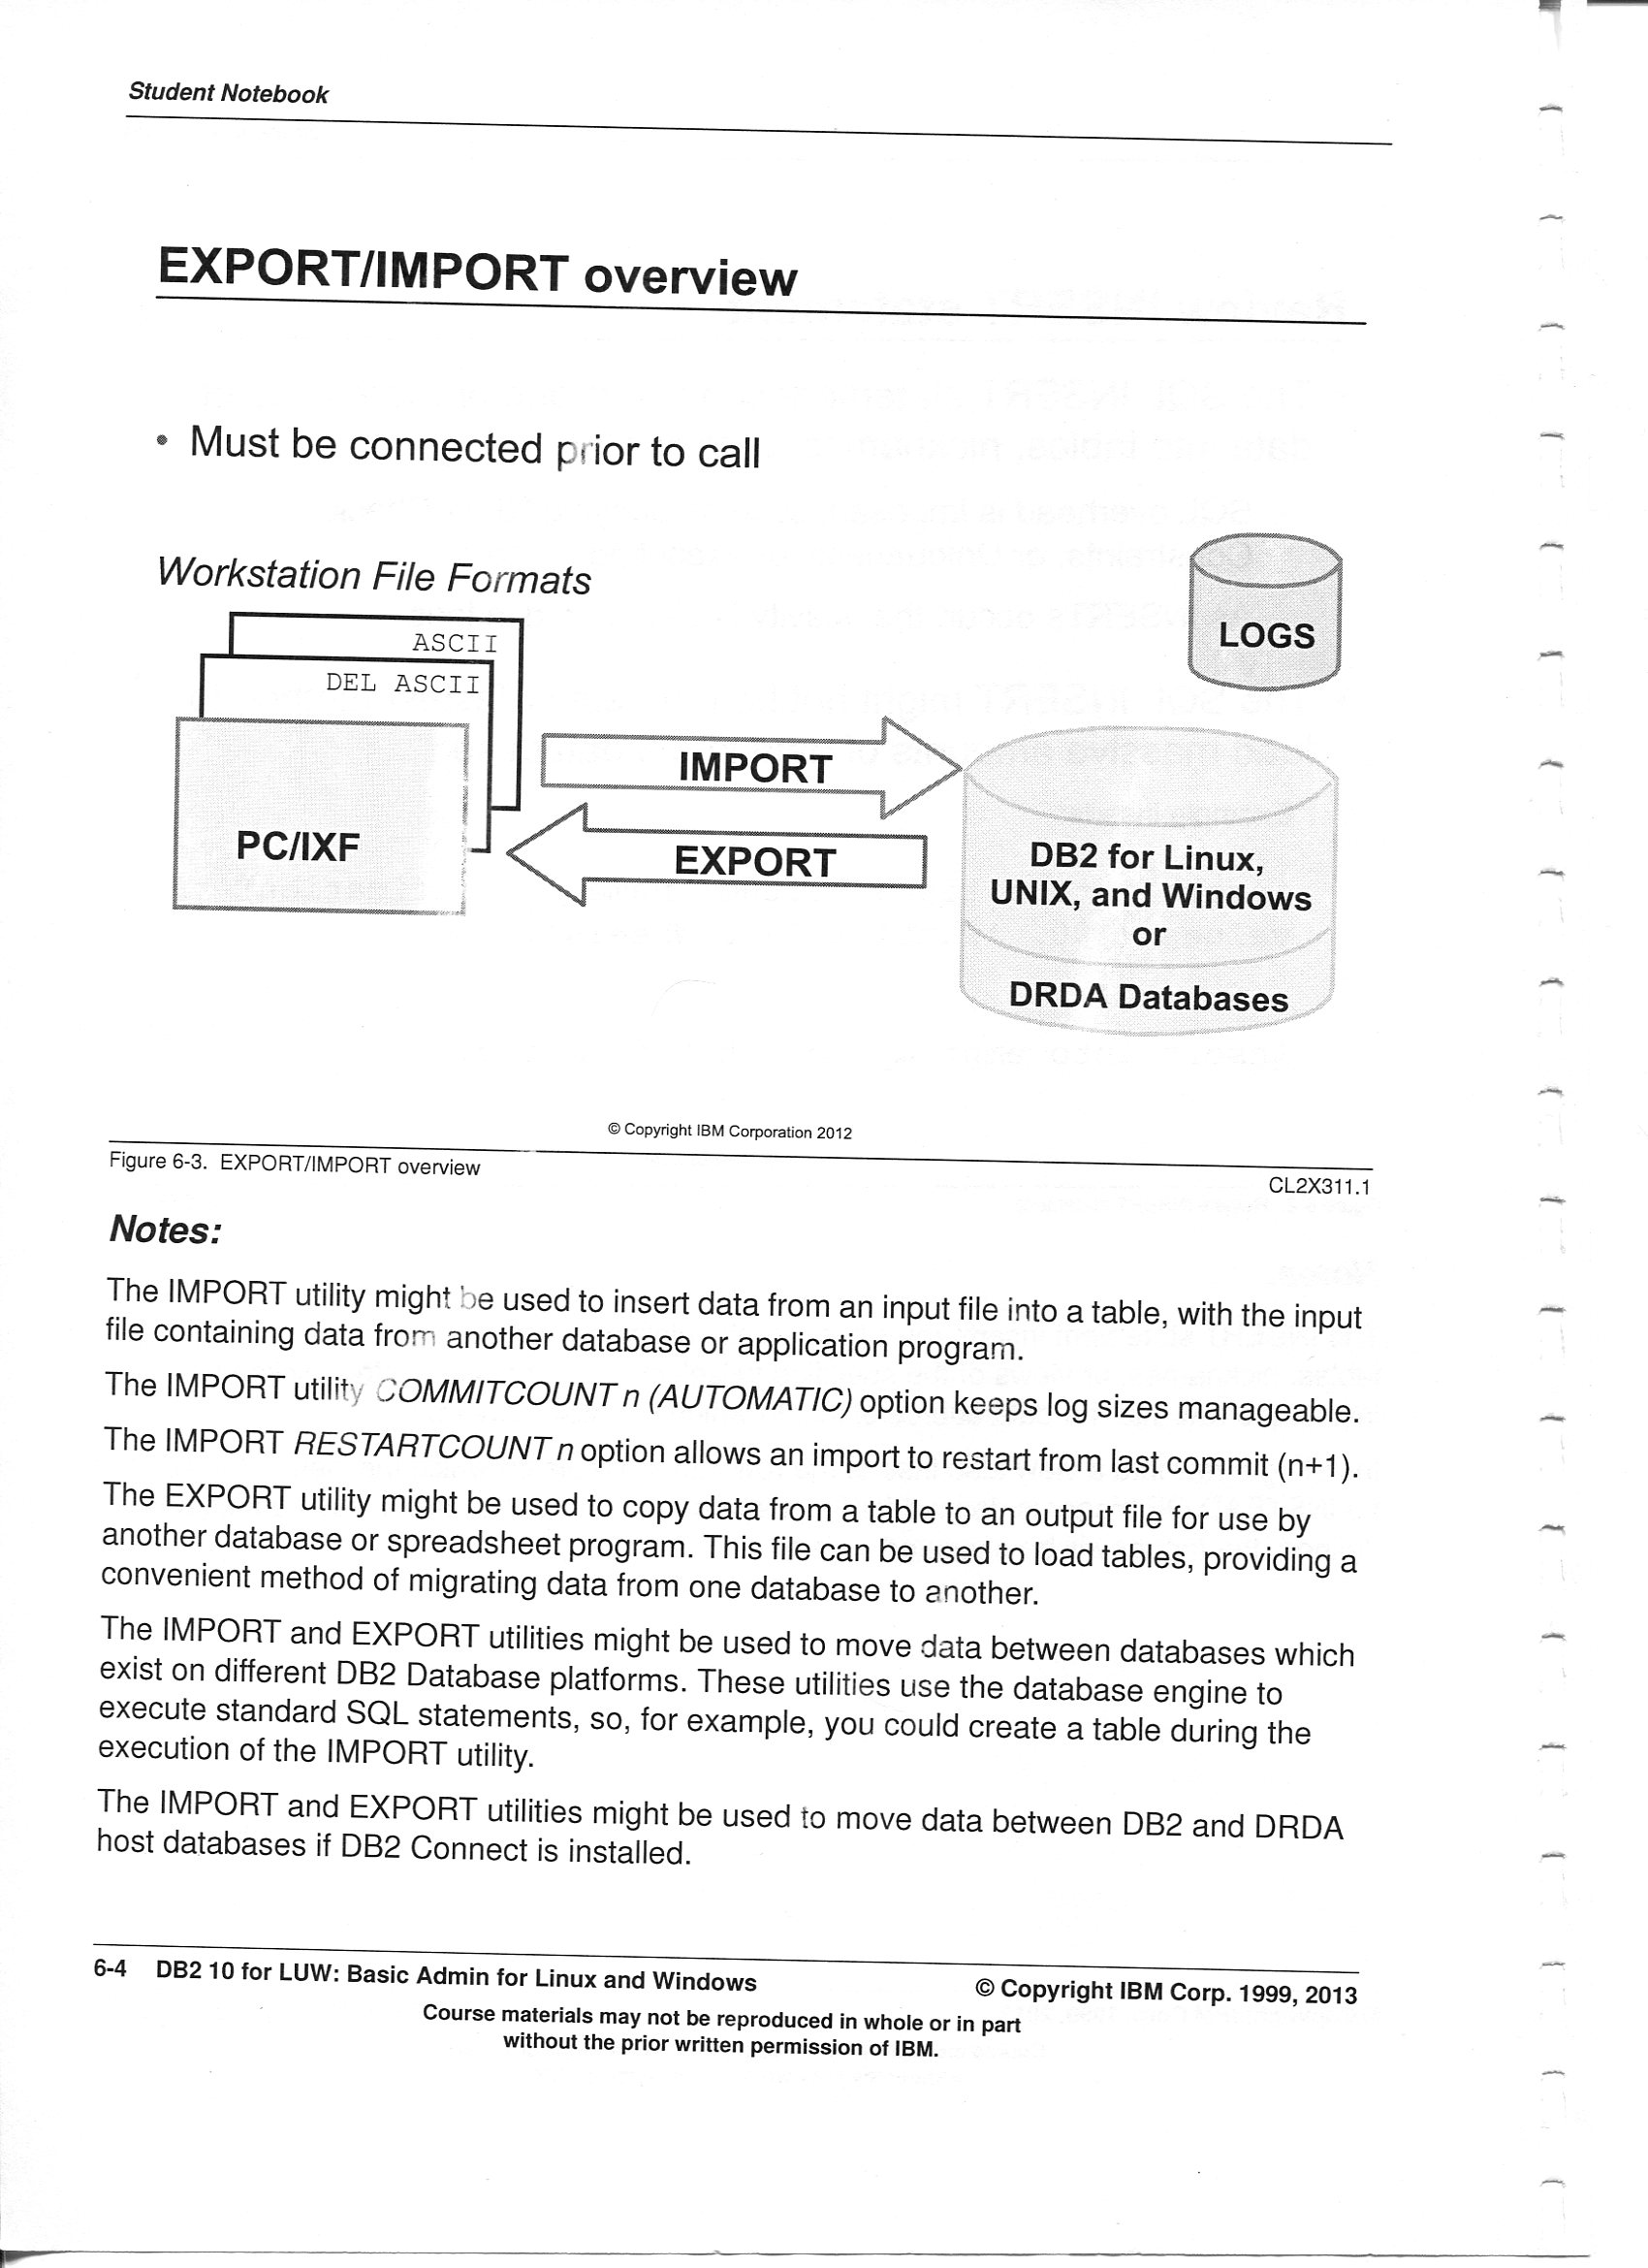 Student Notebook
EXPORT/IMPORT overview
• Must be connected prior to call
Workstation File Formats
ASCII
DEL ASCII
PC/IXF
IMPORT
EXPORT
LOGS
DB2 for Linux,
UNIX, and Windows
or
DRDA Databases
© Copyright IBM Corporation 2012
Figure 6-3. EXPORT/IMPORT overview
CL2X311.1
Notes:
The IMPORT utility might be used to insert data from an input file into a table, with the input
file containing data from another database or application program.
The IMPORT utility COMMITCOUNT n (AUTOMATIC) option keeps log sizes manageable.
The IMPORT RESTARTCOUNT n option allows an import to restart from last commit (n+1).
The EXPORT utility might be used to copy data from a table to an output file for use by
another database or spreadsheet program. This file can be used to load tables, providing a
convenient method of migrating data from one database to another.
The IMPORT and EXPORT utilities might be used to move data between databases which
exist on different DB2 Database platforms. These utilities use the database engine to
execute standard SQL statements, so, for example, you could create a table during the
execution of the IMPORT utility.
The IMPORT and EXPORT utilities might be used to move data between DB2 and DRDA
host databases if DB2 Connect is installed.
6-4 DB2 10 for LUW: Basic Admin for Linux and Windows
© Copyright IBM Corp. 1999, 2013
Course materials may not be reproduced in whole or in part
without the prior written permission of IBM.